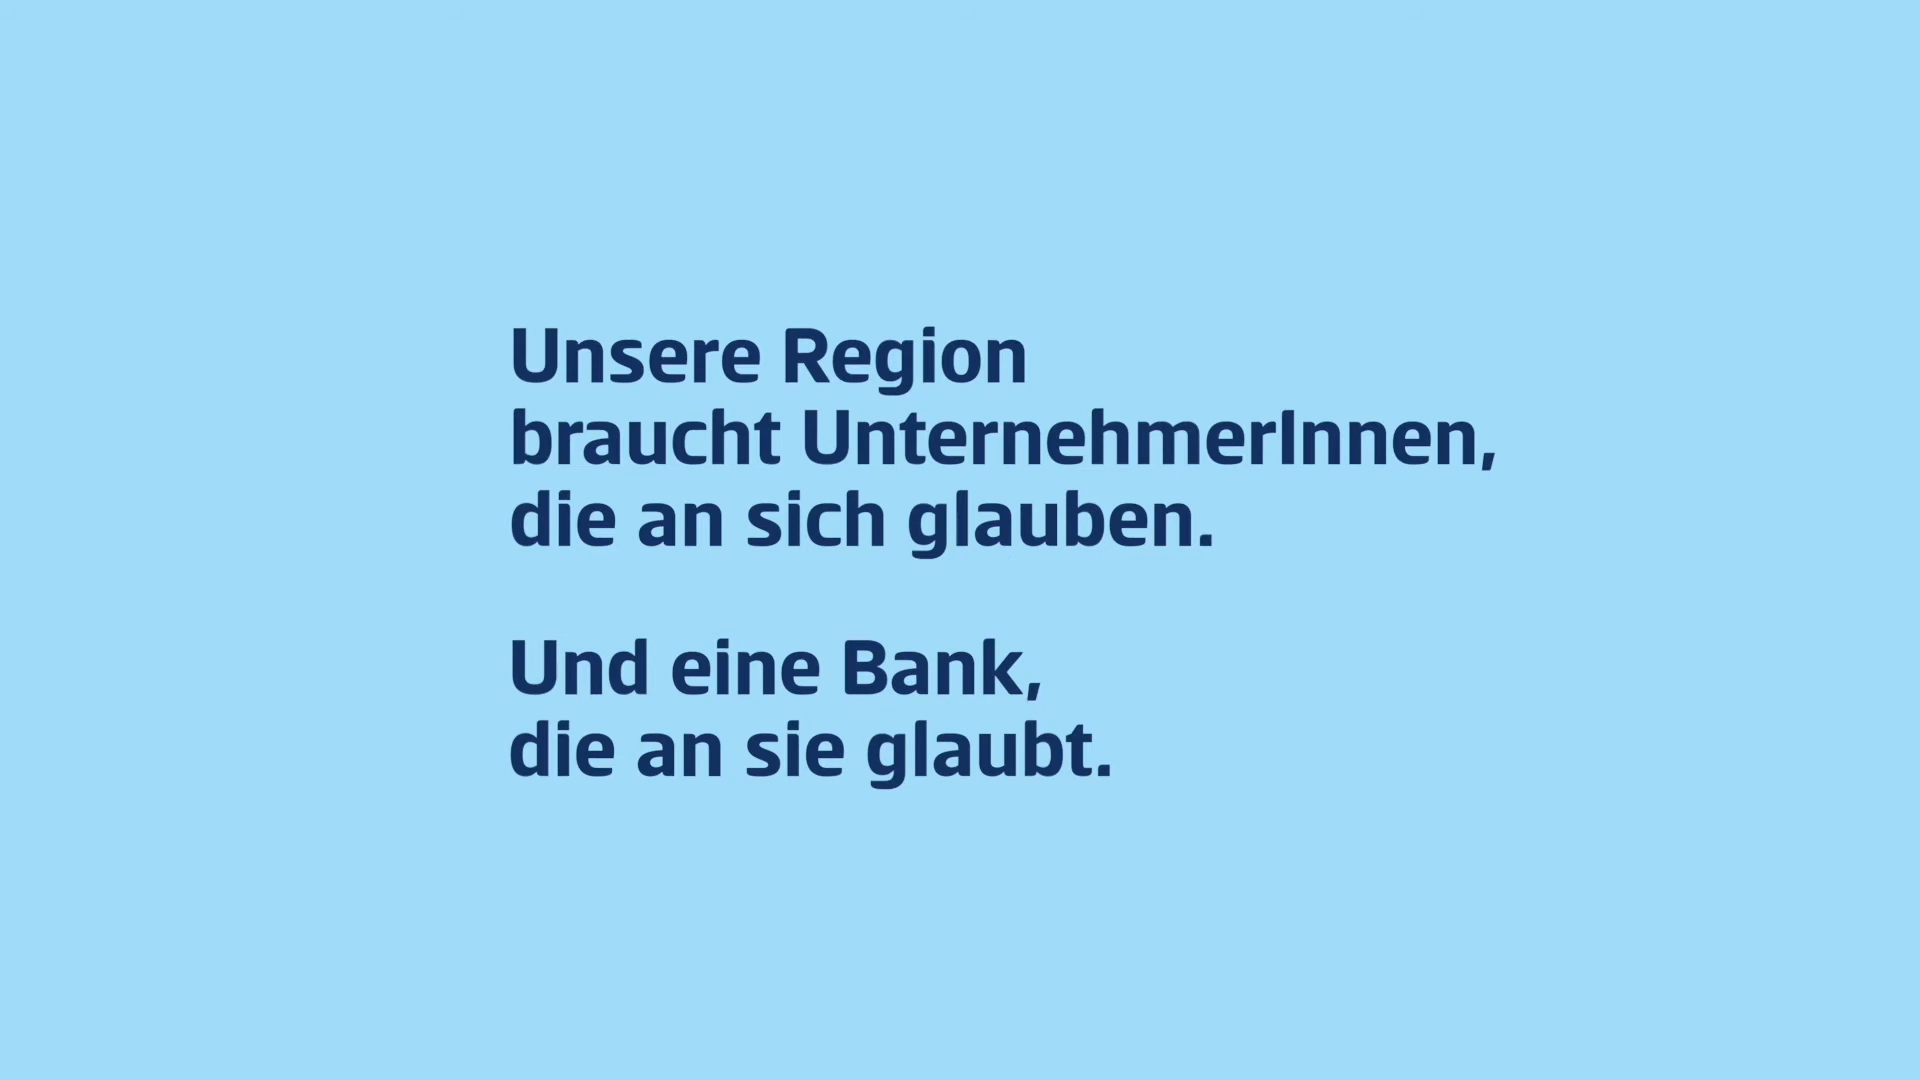 Unsere Region
braucht UnternehmerInnen,
die an sich glauben.
Und eine Bank,
die an sie glaubt.